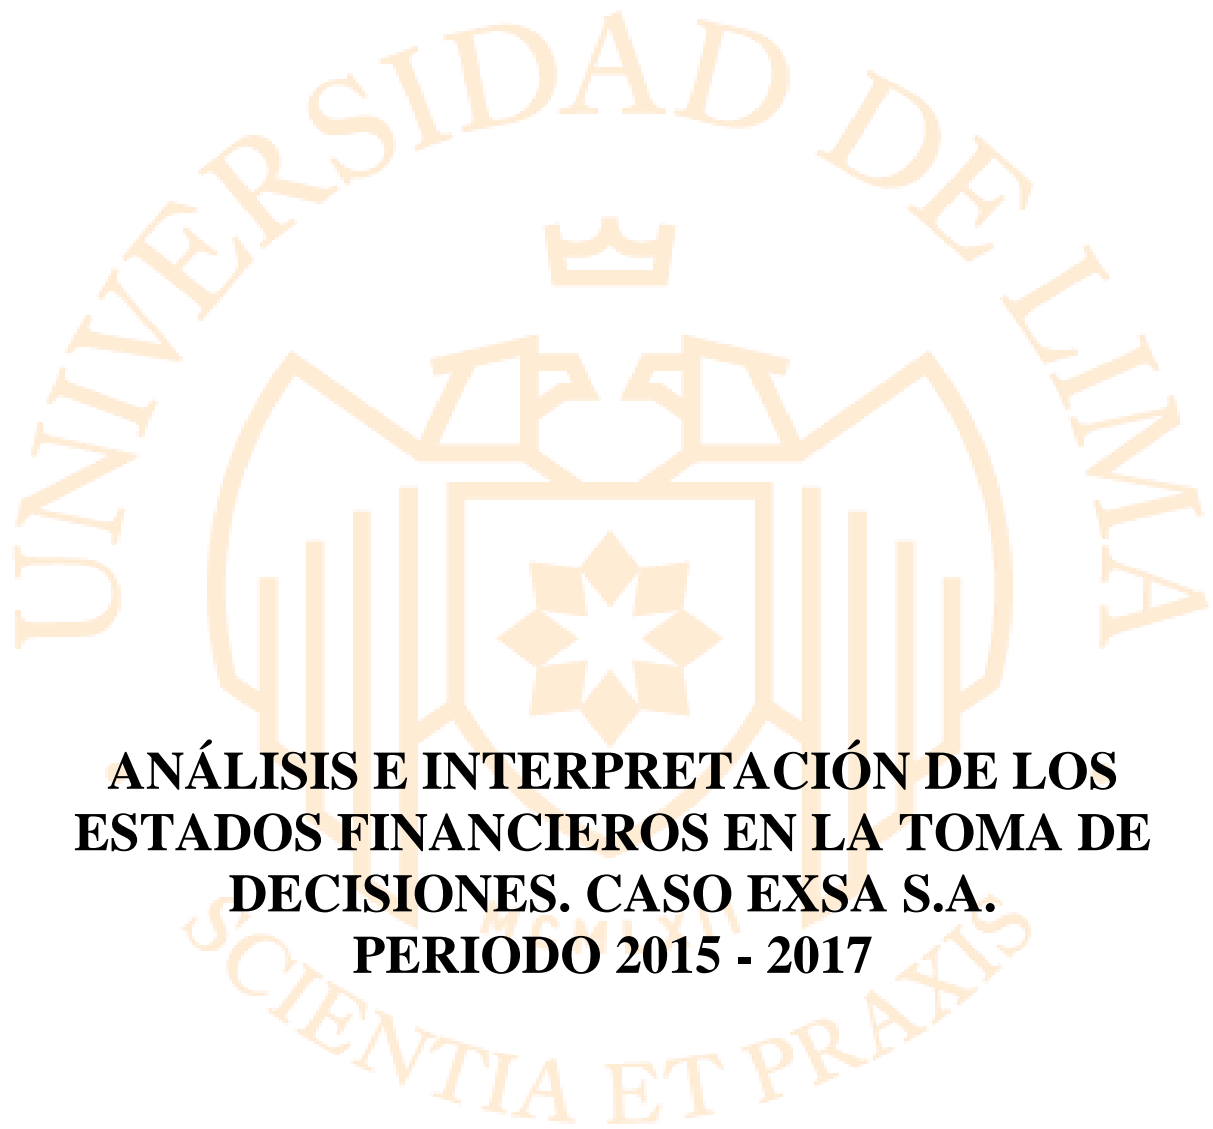 UNIVERSIDAD DE LIMA
ANÁLISIS E INTERPRETACIÓN DE LOS
ESTADOS FINANCIEROS EN LA TOMA DE
DECISIONES. CASO EXSA S.A.
PERIODO 2015 - 2017
MCMLXII
SCIENTIA ET PRAXIS